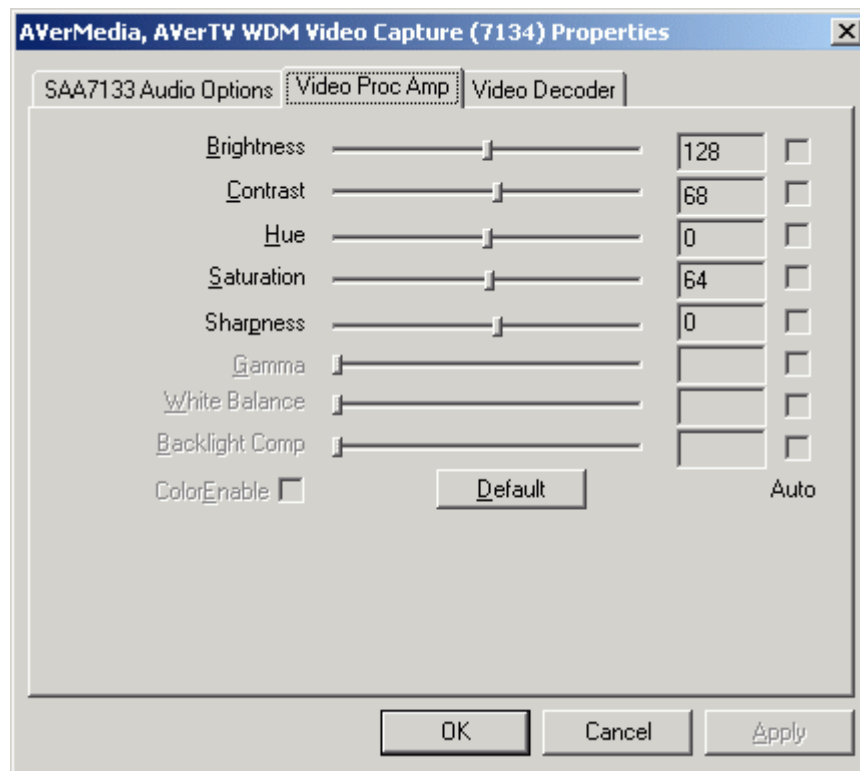 AVerMedia, AVerTV WDM Video Capture (7134) Properties
SAA7133 Audio Options Video Proc Amp Video Decoder
Brightness 128
Contrast 68
Hue 0
Saturation 64
Sharpness 0
Gamma
White Balance
Backlight Comp
ColorEnable Default Auto
OK Cancel Apply